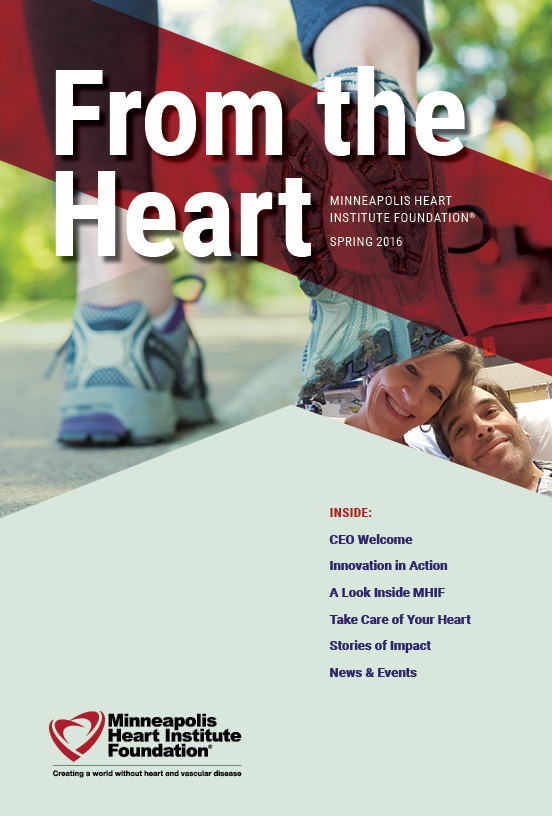 From the
Heart
MINNEAPOLIS HEART
INSTITUTE FOUNDATION®
SPRING 2016
INSIDE:
CEO Welcome
Innovation in Action
A Look Inside MHIF
Take Care of Your Heart
Stories of Impact
News & Events
Minneapolis
Heart Institute
Foundation®
Creating a world without heart and vascular disease